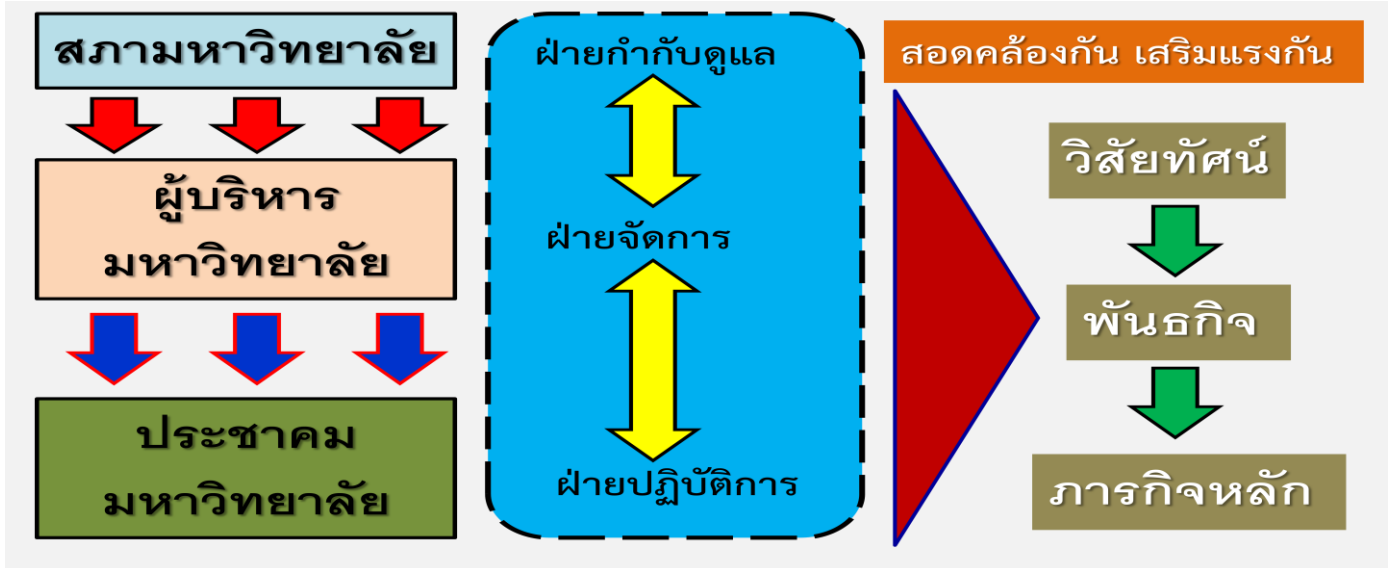 สภามหาวิทยาลัย
ผู้บริหาร
มหาวิทยาลัย
ประชาคม
มหาวิทยาลัย
ฝ่ายกำกับดูแล
ฝ่ายจัดการ
ฝ่ายปฏิบัติการ
สอดคล้องกัน เสริมแรงกัน
วิสัยทัศน์
พันธกิจ
ภารกิจหลัก